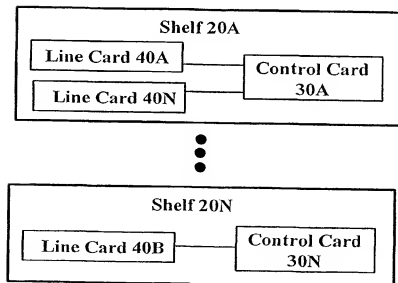 Shelf 20A
Line Card 40A
Control Card
30A
Line Card 40N
Shelf 20N
Line Card 40B
Control Card
30N